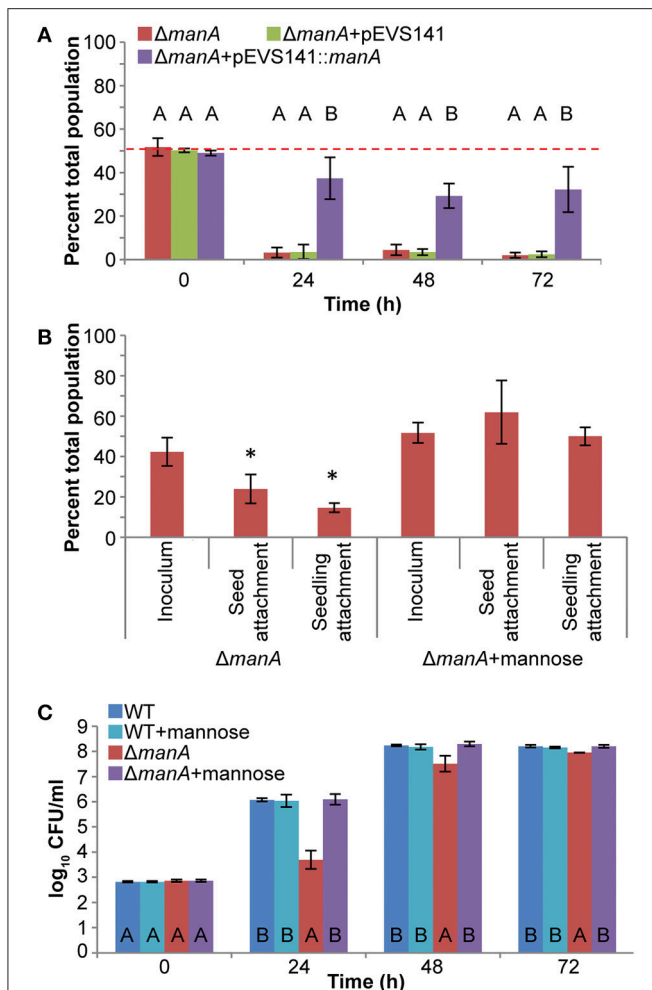 A
ΔmanA ΔmanA+pEVS141
ΔmanA+pEVS141::manA
Percent total population
100
80
60
40
20
0
A A A A A B A A B A A B
0 24 48 72
Time (h)
B
Percent total population
100
80
60
40
20
0
* *
Inoculum
Seed
attachment
Seedling
attachment
Inoculum
Seed
attachment
Seedling
attachment
ΔmanA ΔmanA+mannose
C
WT
WT+mannose
ΔmanA
ΔmanA+mannose
log10 CFU/ml
9
8
7
6
5
4
3
2
1
0
A A A A B B A B B B A B B B A B
0 24 48 72
Time (h)